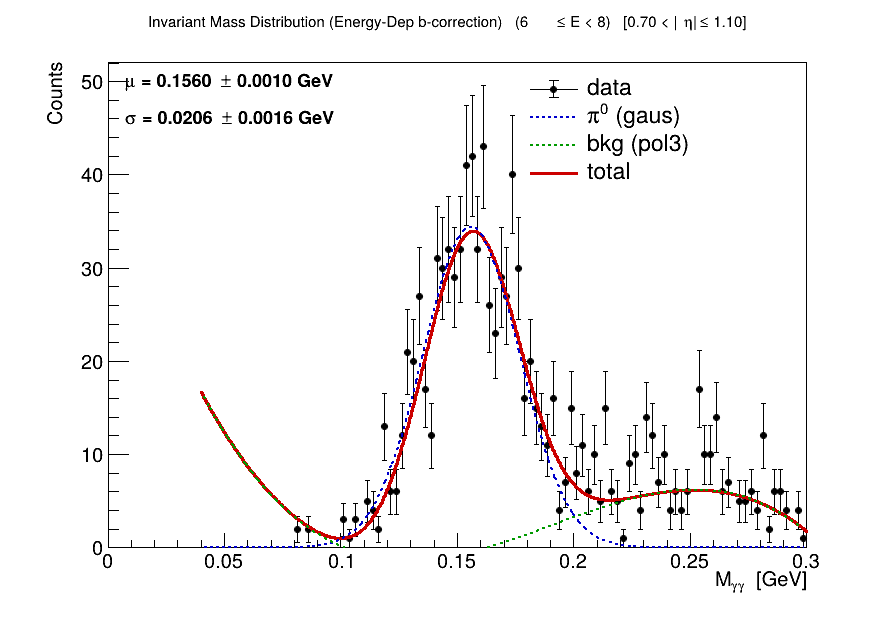 Invariant Mass Distribution (Energy-Dep b-correction) (6 ≤ E < 8) [0.70 < | η| ≤ 1.10]
Counts
μ = 0.1560 ± 0.0010 GeV
σ = 0.0206 ± 0.0016 GeV
data
π⁰ (gaus)
bkg (pol3)
total
50
40
30
20
10
0
0 0.05 0.1 0.15 0.2 0.25 0.3
Mγγ [GeV]